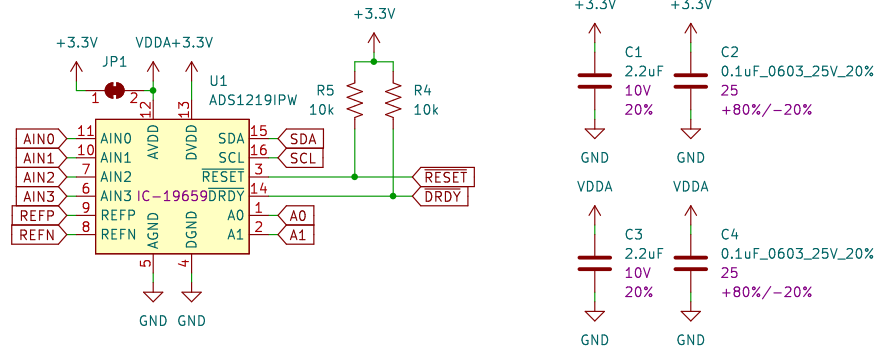 +3.3V
+3.3V
+3.3V
+3.3V
VDDA
+3.3V
JP1
1
2
U1
ADS1219IPW
R5
10k
R4
10k
C1
2.2uF
10V
20%
GND
C2
0.1uF_0603_25V_20%
25
+80%/-20%
GND
12
13
AVDD
DVDD
AIN0
11
AIN0
SDA
15
SDA
AIN1
10
AIN1
SCL
16
SCL
AIN2
7
AIN2
RESET
3
RESET
AIN3
6
AIN3
IC-19659
DRDY
14
DRDY
REFP
9
REFP
A0
1
A0
REFN
8
REFN
A1
2
A1
AGND
DGND
5
4
GND
GND
VDDA
VDDA
C3
2.2uF
10V
20%
GND
C4
0.1uF_0603_25V_20%
25
+80%/-20%
GND